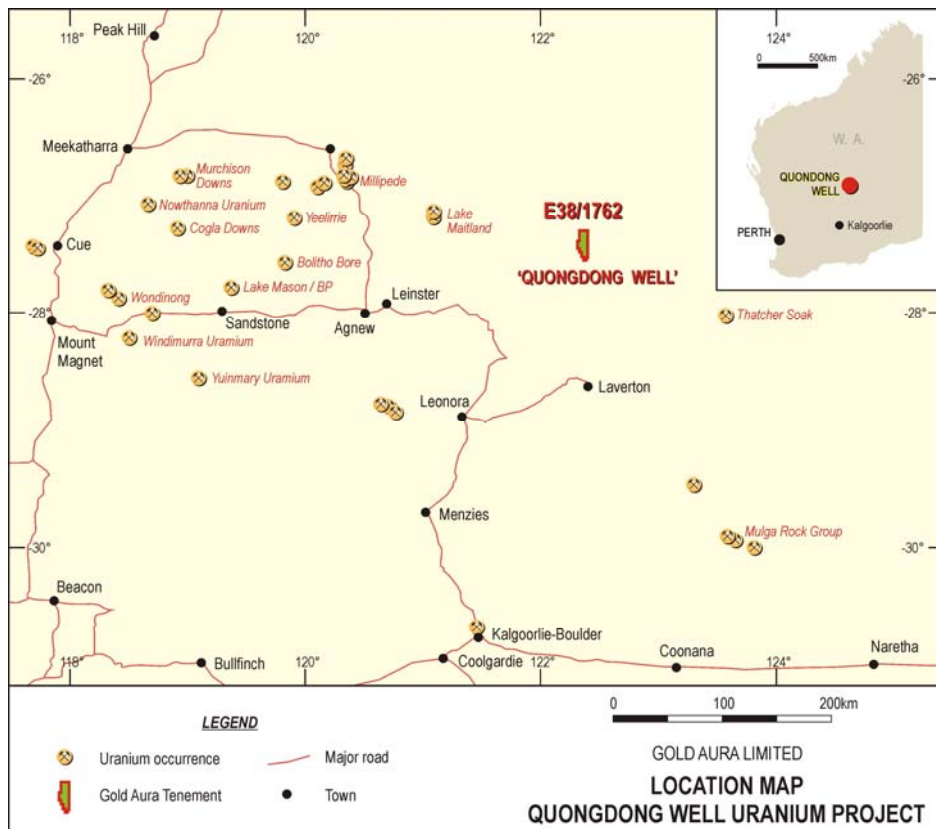 118°
120°
122°
124°
Peak Hill
-26°
-26°
0 500km
W. A.
QUONDONG
WELL
Kalgoorlie
PERTH
Meekatharra
Murchison
Downs
Millipede
Nowthanna Uranium
Yeelirrie
Lake
Maitland
E38/1762
Cogla Downs
Cue
Bolitho Bore
'QUONGDONG WELL'
Lake Mason / BP
Wondinong
Leinster
-28°
-28°
Sandstone
Agnew
Thatcher Soak
Mount
Magnet
Windimurra Uramium
Yuinmary Uramium
Laverton
Leonora
Menzies
Mulga Rock Group
-30°
-30°
Beacon
Kalgoorlie-Boulder
118°
120°
122°
124°
Bullfinch
Coolgardie
Coonana
Naretha
0 100 200km
LEGEND
Uranium occurrence
Major road
Gold Aura Tenement
Town
GOLD AURA LIMITED
LOCATION MAP
QUONGDONG WELL URANIUM PROJECT